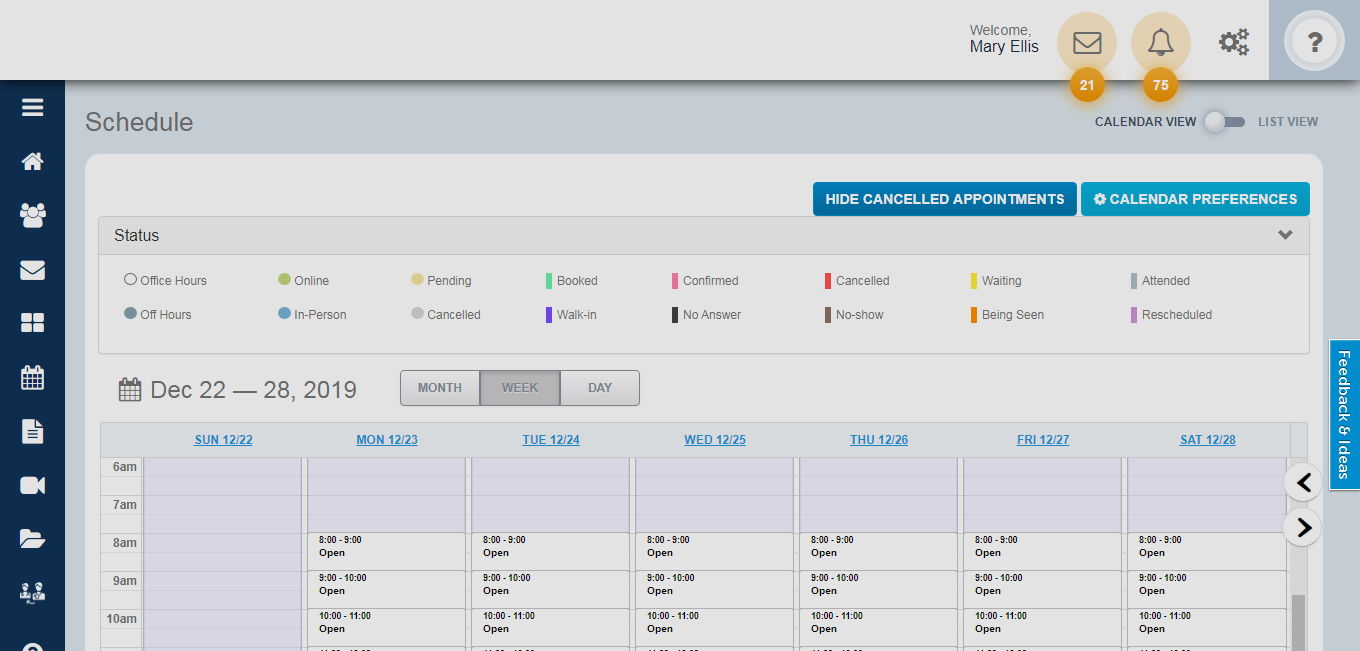 Welcome,
Mary Ellis
?
21
75
Schedule
CALENDAR VIEW
LIST VIEW
HIDE CANCELLED APPOINTMENTS
CALENDAR PREFERENCES
Status
Office Hours
Online
Pending
Booked
Confirmed
Cancelled
Waiting
Attended
Off Hours
In-Person
Cancelled
Walk-in
No Answer
No-show
Being Seen
Rescheduled
Feedback & Ideas
Dec 22 — 28, 2019
MONTH
WEEK
DAY
SUN 12/22
MON 12/23
TUE 12/24
WED 12/25
THU 12/26
FRI 12/27
SAT 12/28
6am
7am
8am
8:00 - 9:00
Open
8:00 - 9:00
Open
8:00 - 9:00
Open
8:00 - 9:00
Open
8:00 - 9:00
Open
8:00 - 9:00
Open
9am
9:00 - 10:00
Open
9:00 - 10:00
Open
9:00 - 10:00
Open
9:00 - 10:00
Open
9:00 - 10:00
Open
9:00 - 10:00
Open
10am
10:00 - 11:00
Open
10:00 - 11:00
Open
10:00 - 11:00
Open
10:00 - 11:00
Open
10:00 - 11:00
Open
10:00 - 11:00
Open